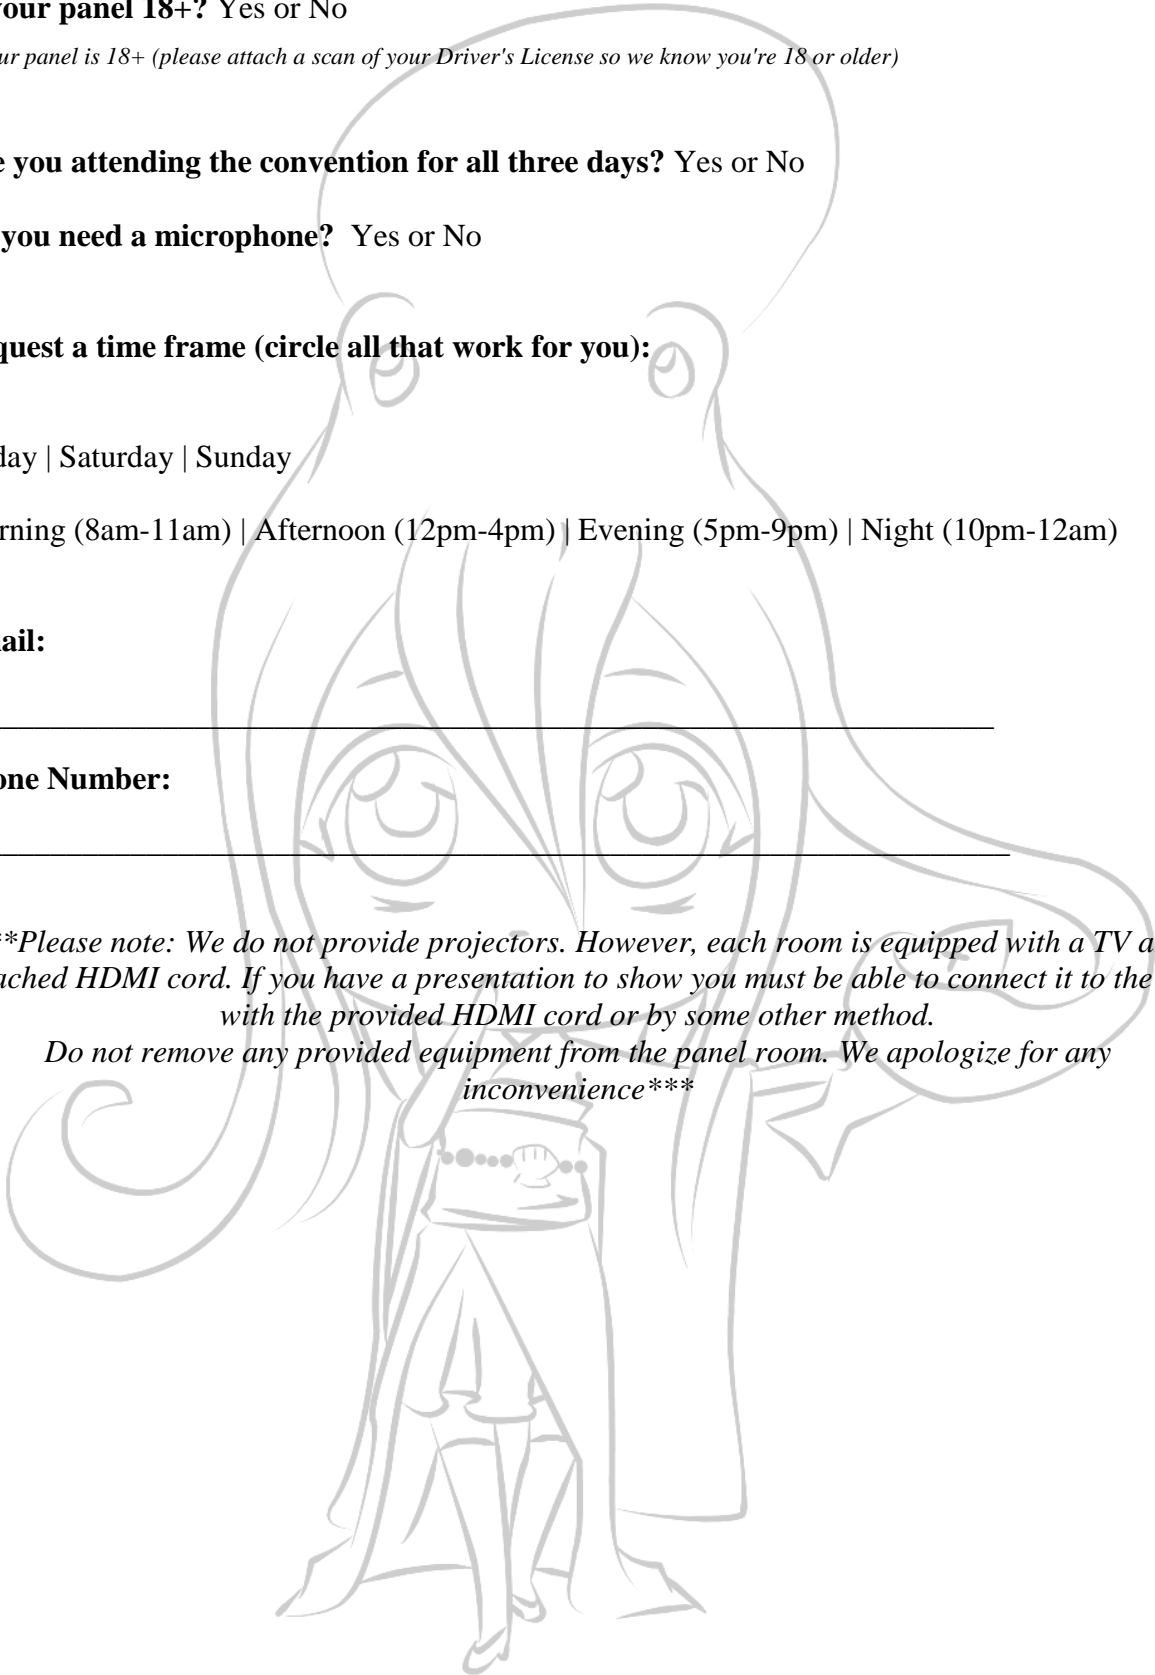 your panel 18+? Yes or No
ur panel is 18+ (please attach a scan of your Driver's License so we know you're 18 or older)
e you attending the convention for all three days? Yes or No
you need a microphone? Yes or No
quest a time frame (circle all that work for you):
day | Saturday | Sunday
rning (8am-11am) | Afternoon (12pm-4pm) | Evening (5pm-9pm) | Night (10pm-12am)
ail:
one Number:
**Please note: We do not provide projectors. However, each room is equipped with a TV a
ached HDMI cord. If you have a presentation to show you must be able to connect it to the
with the provided HDMI cord or by some other method.
Do not remove any provided equipment from the panel room. We apologize for any
inconvenience***